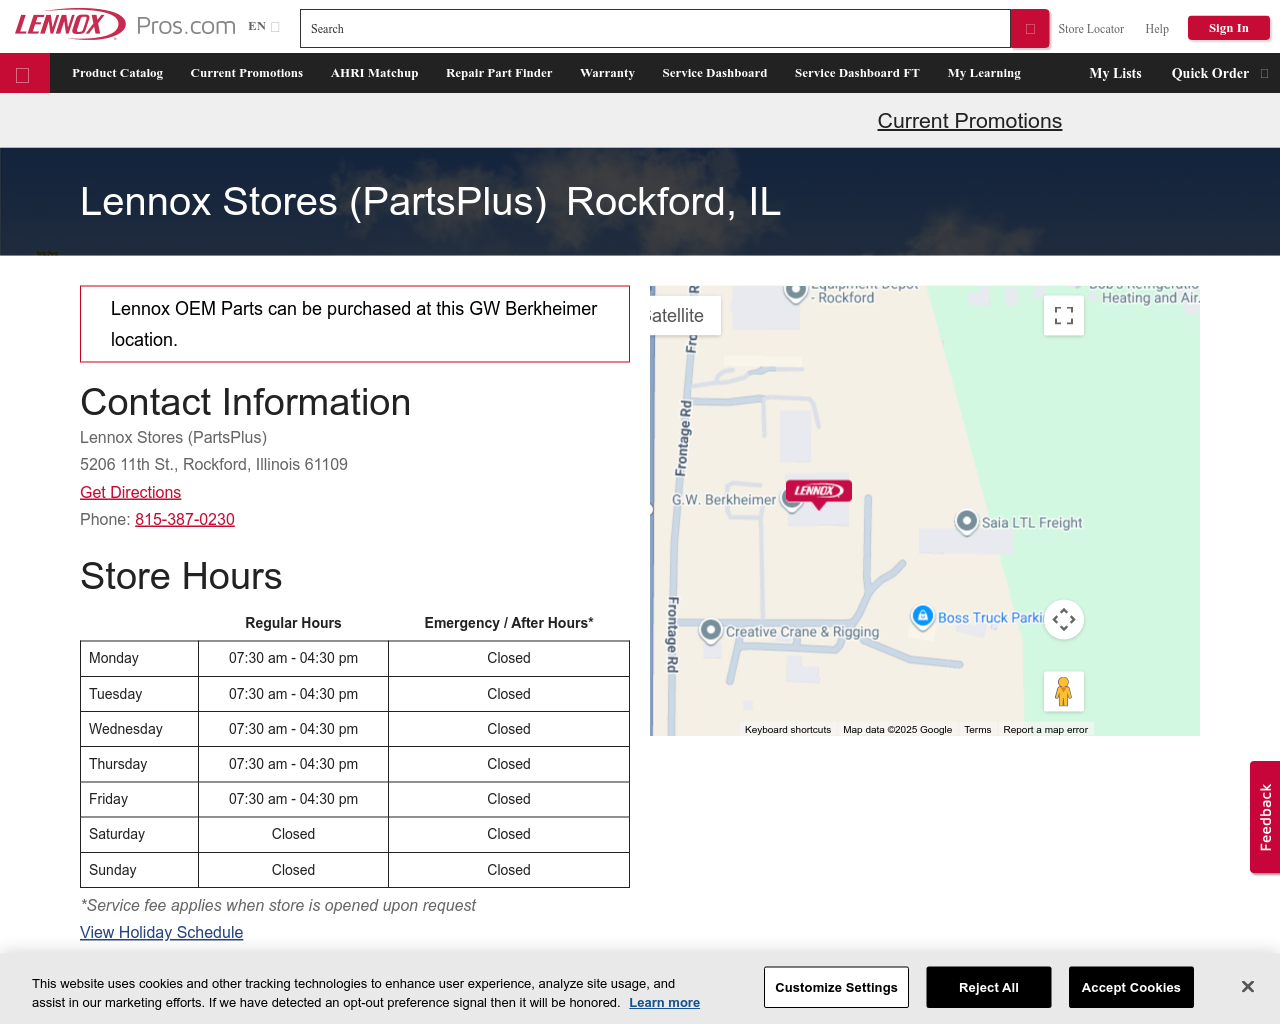 LENNOX Pros.com EN Search Store Locator Help Sign In
Product Catalog Current Promotions AHRI Matchup Repair Part Finder Warranty Service Dashboard Service Dashboard FT My Learning My Lists Quick Order
Current Promotions
Lennox Stores (PartsPlus) Rockford, IL
Lennox OEM Parts can be purchased at this GW Berkheimer
location.
Contact Information
Lennox Stores (PartsPlus)
5206 11th St., Rockford, Illinois 61109
Get Directions
Phone: 815-387-0230
Store Hours
Regular Hours Emergency / After Hours*
Monday 07:30 am - 04:30 pm Closed
Tuesday 07:30 am - 04:30 pm Closed
Wednesday 07:30 am - 04:30 pm Closed
Thursday 07:30 am - 04:30 pm Closed
Friday 07:30 am - 04:30 pm Closed
Saturday Closed Closed
Sunday Closed Closed
*Service fee applies when store is opened upon request
View Holiday Schedule
Equipment Depot
- Rockford
Bob's Refrigeratio
Heating and Air.
Satellite
Frontage Rd
G.W. Berkheimer
LENNOX
Saia LTL Freight
Boss Truck Parki
Creative Crane & Rigging
Frontage Rd
Keyboard shortcuts Map data ©2025 Google Terms Report a map error
Feedback
This website uses cookies and other tracking technologies to enhance user experience, analyze site usage, and
assist in our marketing efforts. If we have detected an opt-out preference signal then it will be honored. Learn more
Customize Settings Reject All Accept Cookies